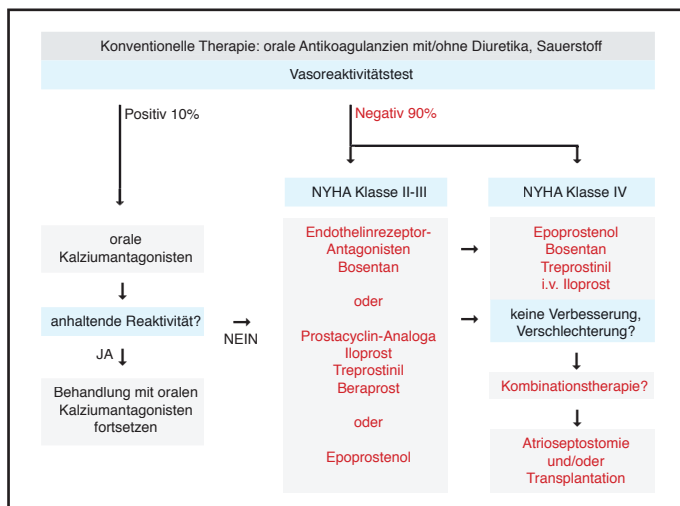 Konventionelle Therapie: orale Antikoagulanzien mit/ohne Diuretika, Sauerstoff
Vasoreaktivitätstest
Positiv 10%
Negativ 90%
orale
Kalziumantagonisten
anhaltende Reaktivität?
NEIN
JA
Behandlung mit oralen
Kalziumantagonisten
fortsetzen
NYHA Klasse II-III
Endothelinrezeptor-
Antagonisten
Bosentan
oder
Prostacyclin-Analoga
Iloprost
Treprostinil
Beraprost
oder
Epoprostenol
NYHA Klasse IV
Epoprostenol
Bosentan
Treprostinil
i.v. Iloprost
keine Verbesserung,
Verschlechterung?
Kombinationstherapie?
Atrioseptostomie
und/oder
Transplantation